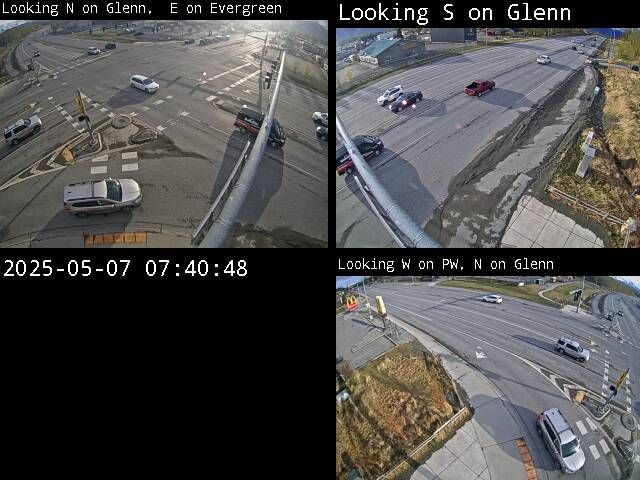 Looking N on Glenn,  E on Evergreen
Looking S on Glenn
2025-05-07 07:40:48
Looking W on PW, N on Glenn